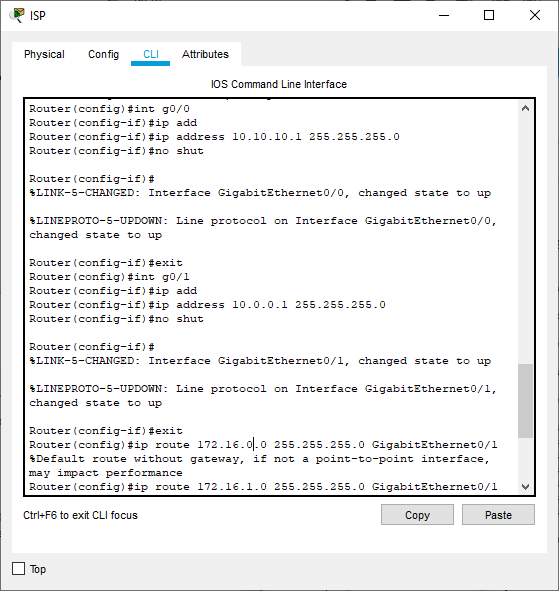 ISP
Physical Config CLI Attributes
IOS Command Line Interface
Router(config)#int g0/0
Router(config-if)#ip add
Router(config-if)#ip address 10.10.10.1 255.255.255.0
Router(config-if)#no shut
Router(config-if)#
%LINK-5-CHANGED: Interface GigabitEthernet0/0, changed state to up
%LINEPROTO-5-UPDOWN: Line protocol on Interface GigabitEthernet0/0,
changed state to up
Router(config-if)#exit
Router(config)#int g0/1
Router(config-if)#ip add
Router(config-if)#ip address 10.0.0.1 255.255.255.0
Router(config-if)#no shut
Router(config-if)#
%LINK-5-CHANGED: Interface GigabitEthernet0/1, changed state to up
%LINEPROTO-5-UPDOWN: Line protocol on Interface GigabitEthernet0/1,
changed state to up
Router(config-if)#exit
Router(config)#ip route 172.16.0.0 255.255.255.0 GigabitEthernet0/1
%Default route without gateway, if not a point-to-point interface,
may impact performance
Router(config)#ip route 172.16.1.0 255.255.255.0 GigabitEthernet0/1
Ctrl+F6 to exit CLI focus
Copy Paste
Top